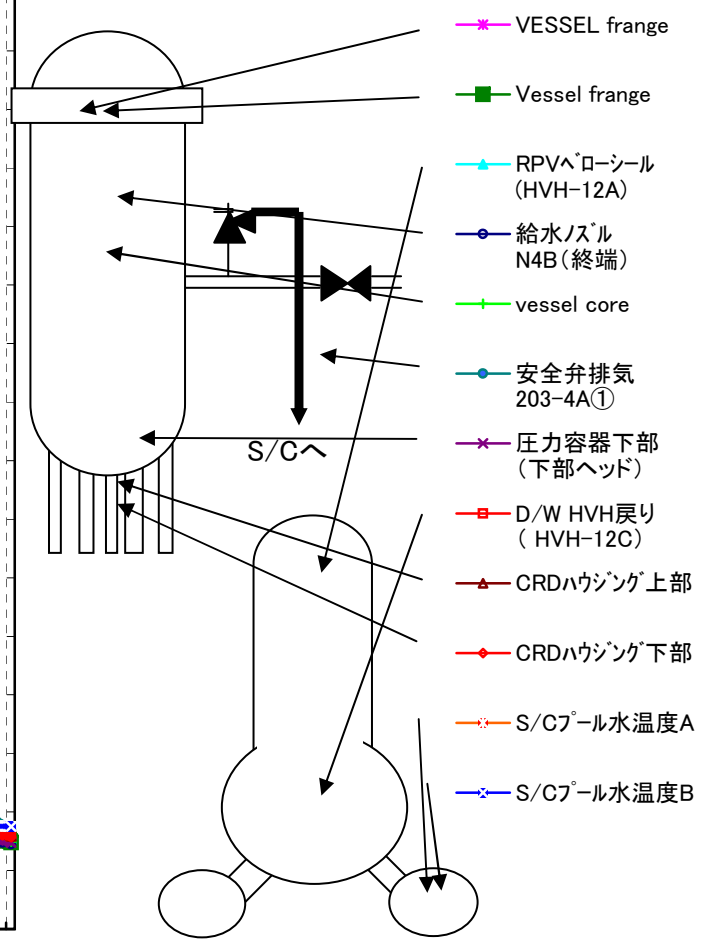 VESSEL frange
Vessel frange
RPVﾍﾞﾛｰｼｰﾙ
(HVH-12A)
給水ﾉｽﾞﾙ
N4B(終端)
vessel core
安全弁排気
203-4A①
圧力容器下部
(下部ヘッド)
D/W HVH戻り
( HVH-12C)
CRDﾊｳｼﾞﾝｸﾞ上部
CRDﾊｳｼﾞﾝｸﾞ下部
S/Cﾌﾟｰﾙ水温度A
S/Cﾌﾟｰﾙ水温度B
S/Cへ